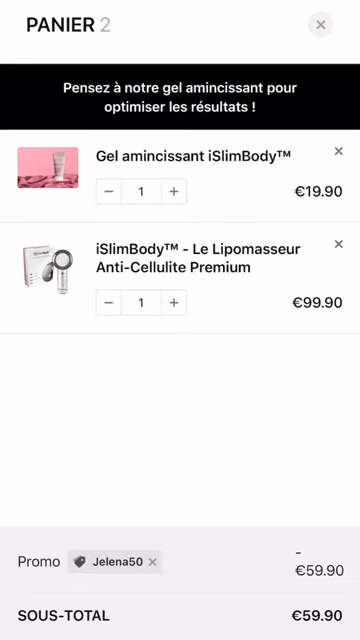 PANIER 2
Pensez à notre gel amincissant pour
optimiser les résultats !
Gel amincissant iSlimBody™
1
€19.90
iSlimBody™ - Le Lipomasseur
Anti-Cellulite Premium
1
€99.90
Promo Jelena50
-
€59.90
SOUS-TOTAL €59.90